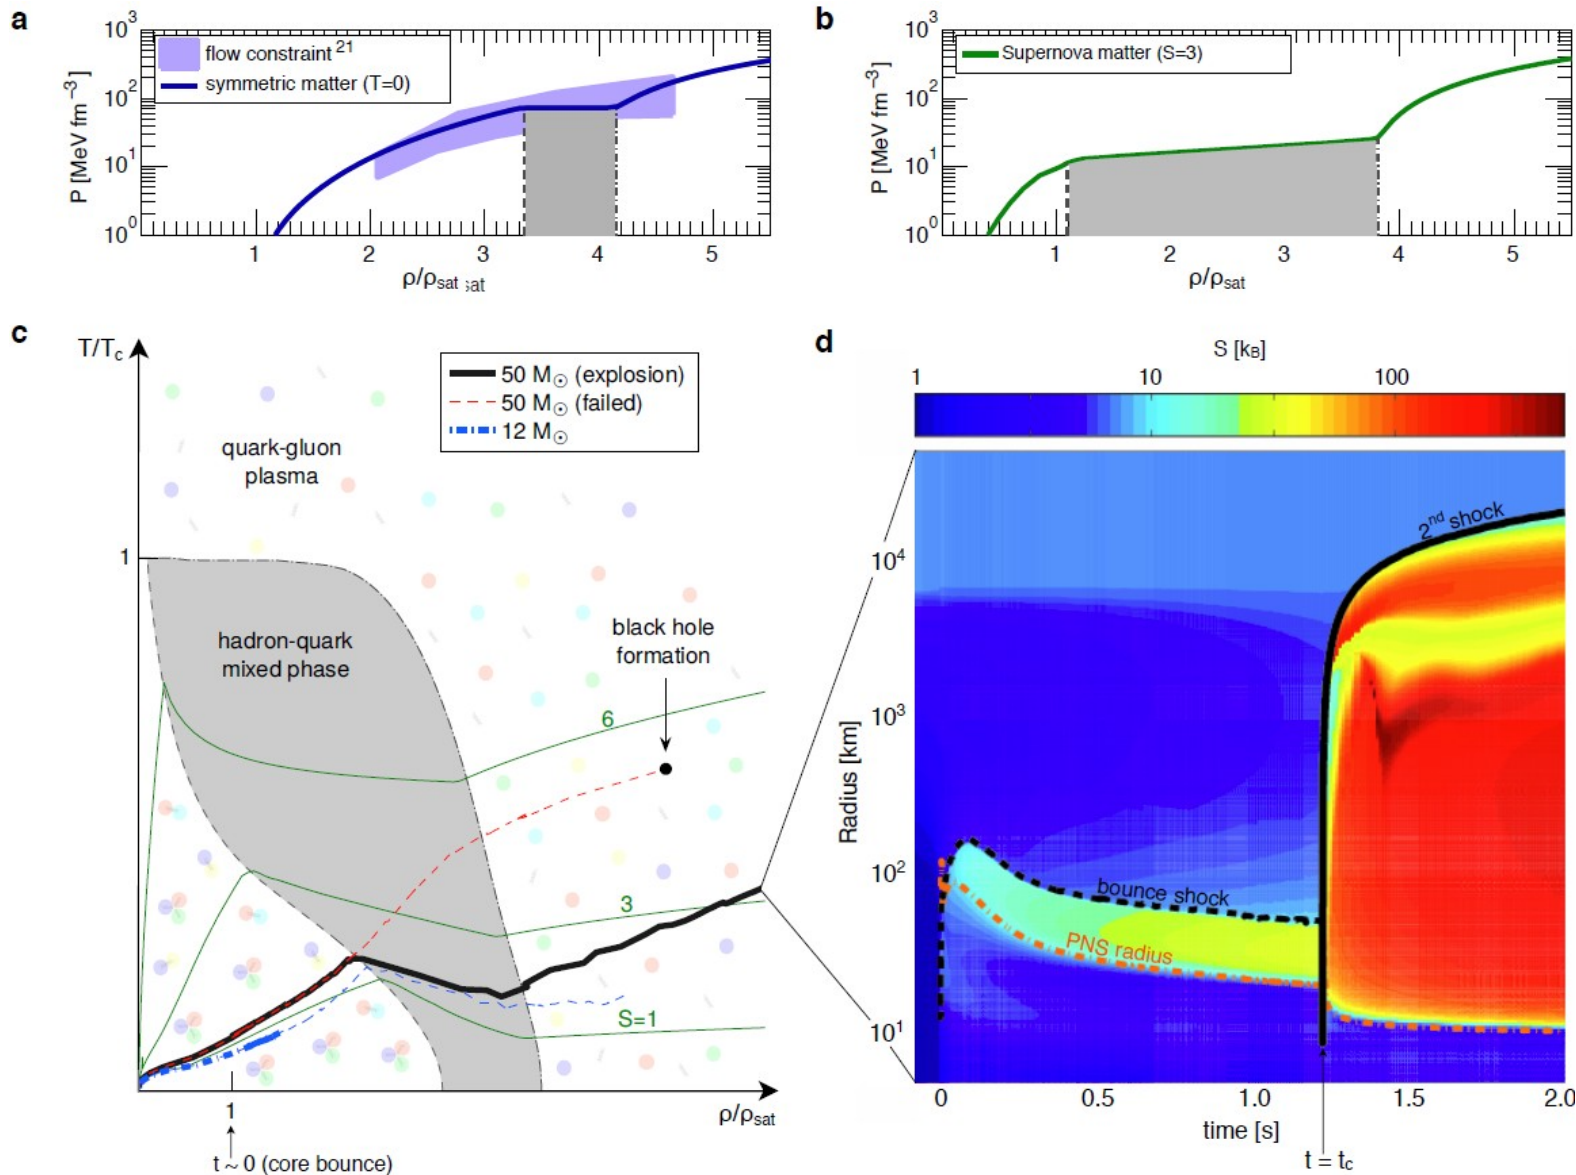 a
10³
10²
10¹
10⁰
P [MeV fm⁻³]
flow constraint ²¹
symmetric matter (T=0)
1 2 3 4 5
ρ/ρsat sat
b
10³
10²
10¹
10⁰
P [MeV fm⁻³]
Supernova matter (S=3)
1 2 3 4 5
ρ/ρsat
c
T/Tc
50 M☉ (explosion)
50 M☉ (failed)
12 M☉
quark-gluon
plasma
1
hadron-quark
mixed phase
black hole
formation
6
3
S=1
1
ρ/ρsat
t ~ 0 (core bounce)
d
S [kB]
1 10 100
2nd shock
10⁴
10³
10²
10¹
Radius [km]
bounce shock
PNS radius
0 0.5 1.0 1.5 2.0
time [s]
t = tc